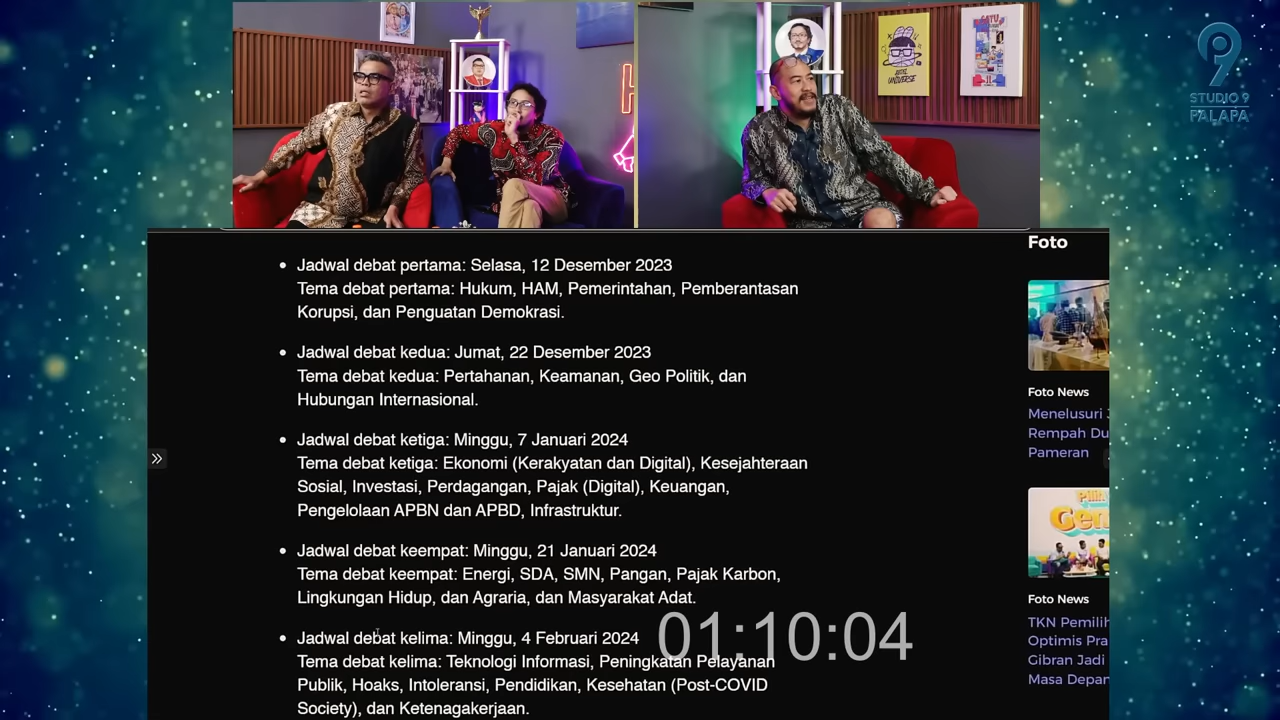 STUDIO 9
PALAPA
UNIVERSE
SATU
Foto
Jadwal debat pertama: Selasa, 12 Desember 2023
Tema debat pertama: Hukum, HAM, Pemerintahan, Pemberantasan
Korupsi, dan Penguatan Demokrasi.
Jadwal debat kedua: Jumat, 22 Desember 2023
Tema debat kedua: Pertahanan, Keamanan, Geo Politik, dan
Hubungan Internasional.
Jadwal debat ketiga: Minggu, 7 Januari 2024
Tema debat ketiga: Ekonomi (Kerakyatan dan Digital), Kesejahteraan
Sosial, Investasi, Perdagangan, Pajak (Digital), Keuangan,
Pengelolaan APBN dan APBD, Infrastruktur.
Jadwal debat keempat: Minggu, 21 Januari 2024
Tema debat keempat: Energi, SDA, SMN, Pangan, Pajak Karbon,
Lingkungan Hidup, dan Agraria, dan Masyarakat Adat.
Jadwal debat kelima: Minggu, 4 Februari 2024
Tema debat kelima: Teknologi Informasi, Peningkatan Pelayanan
Publik, Hoaks, Intoleransi, Pendidikan, Kesehatan (Post-COVID
Society), dan Ketenagakerjaan.
01:10:04
Foto News
Menelusuri
Rempah Du
Pameran
Pilih
Gen
Foto News
TKN Pemilih
Optimis Pra
Gibran Jadi
Masa Depan